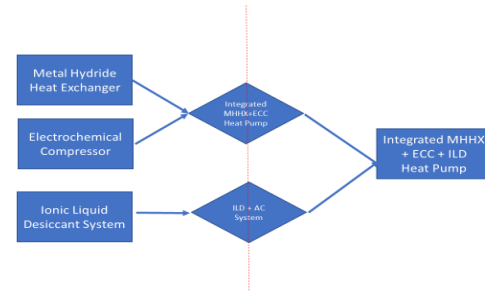 Metal Hydride
Heat Exchanger
Electrochemical
Compressor
Ionic Liquid
Desiccant System
Integrated
MHHX+ECC
Heat Pump
ILD + AC
System
Integrated MHHX
+ ECC + ILD
Heat Pump